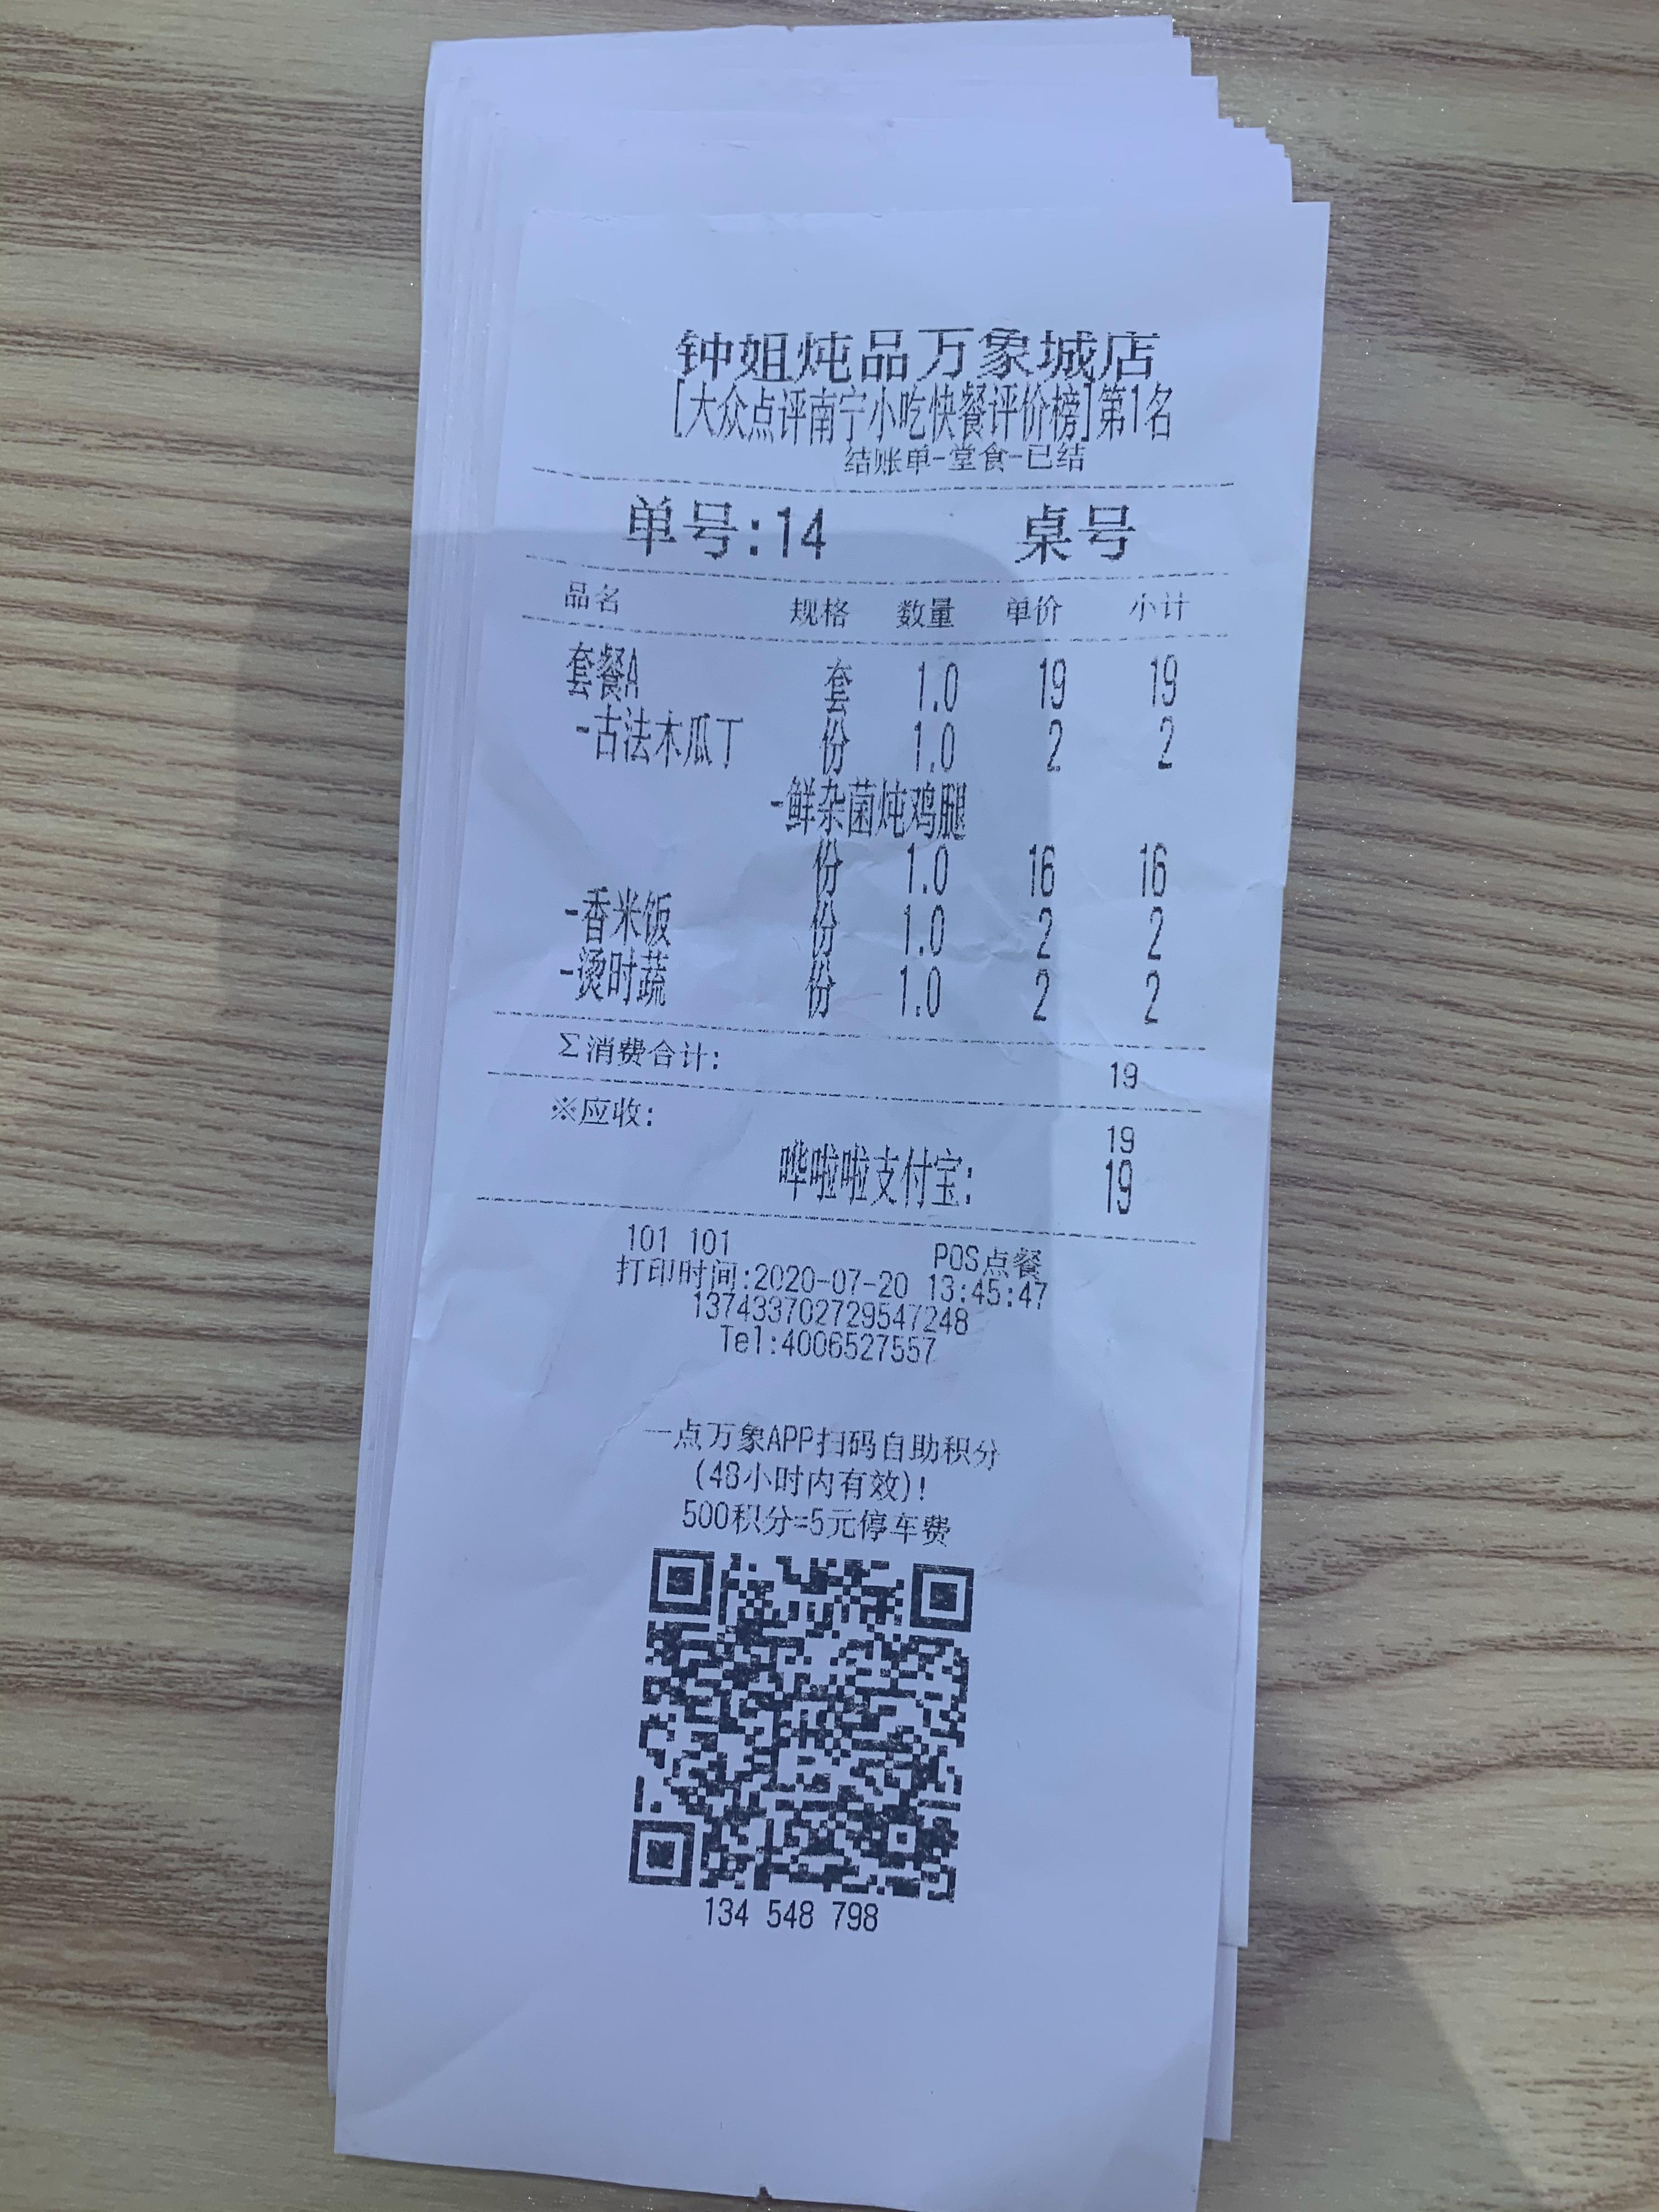 钟姐炖品万象城店
[大众点评南宁小吃快餐评价榜]第1名
结账单-堂食-已结
单号:14 桌号
品名 规格 数量 单价 小计
套餐A 套 1.0 19 19
-古法木瓜丁 份 1.0 2 2
-鲜杂菌炖鸡腿
份 1.0 16 16
-香米饭 份 1.0 2 2
-烫时蔬 份 1.0 2 2
Σ消费合计: 19
※应收: 19
哗啦啦支付宝: 19
101 101 POS点餐
打印时间:2020-07-20 13:45:47
137433702729547248
Tel:4006527557
一点万象APP扫码自助积分
(48小时内有效)!
500积分=5元停车费
134 548 798